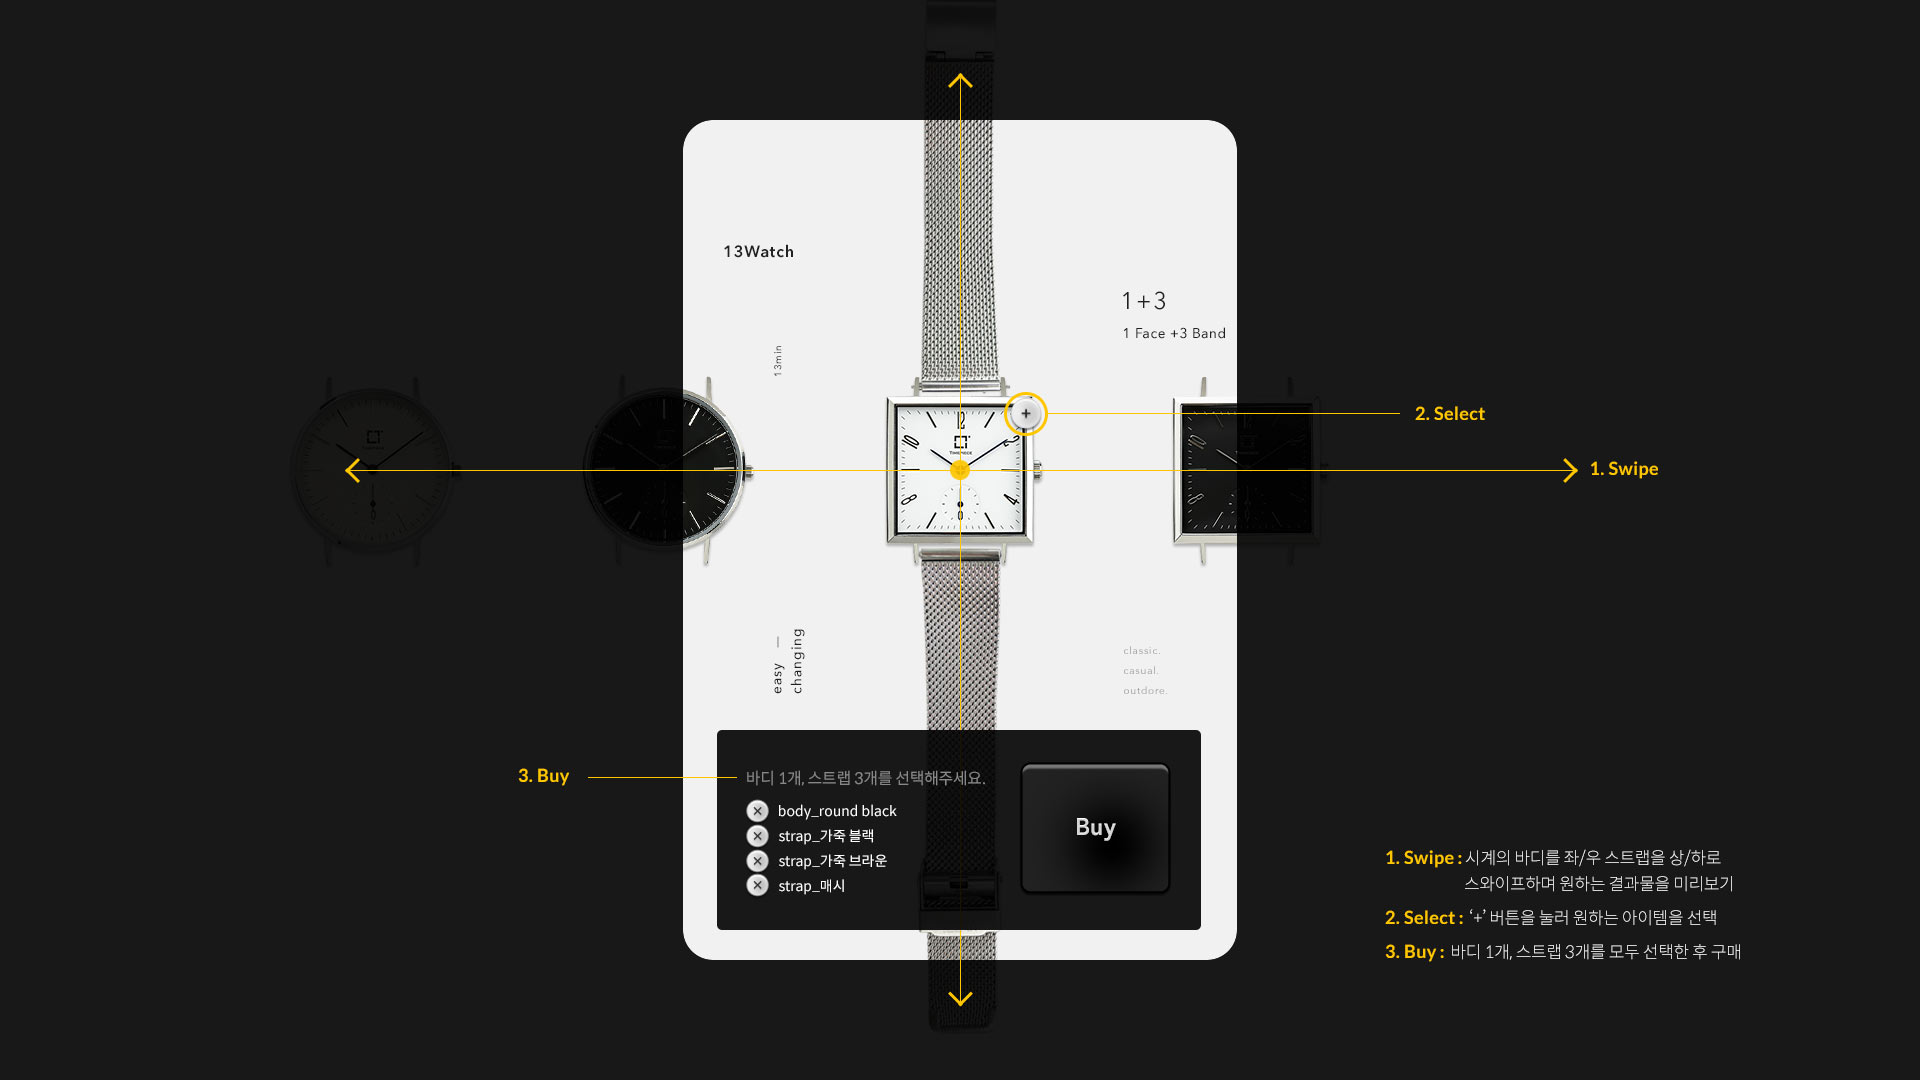 13Watch
1+3
1 Face +3 Band
13min
+
2. Select
TIMEPIECE
1. Swipe
easy —
changing
classic.
casual.
outdore.
3. Buy
바디 1개, 스트랩 3개를 선택해주세요.
body_round black
strap_가죽 블랙
strap_가죽 브라운
strap_매시
Buy
1. Swipe : 시계의 바디를 좌/우 스트랩을 상/하로
스와이프하며 원하는 결과물을 미리보기
2. Select : ‘+’ 버튼을 눌러 원하는 아이템을 선택
3. Buy : 바디 1개, 스트랩 3개를 모두 선택한 후 구매